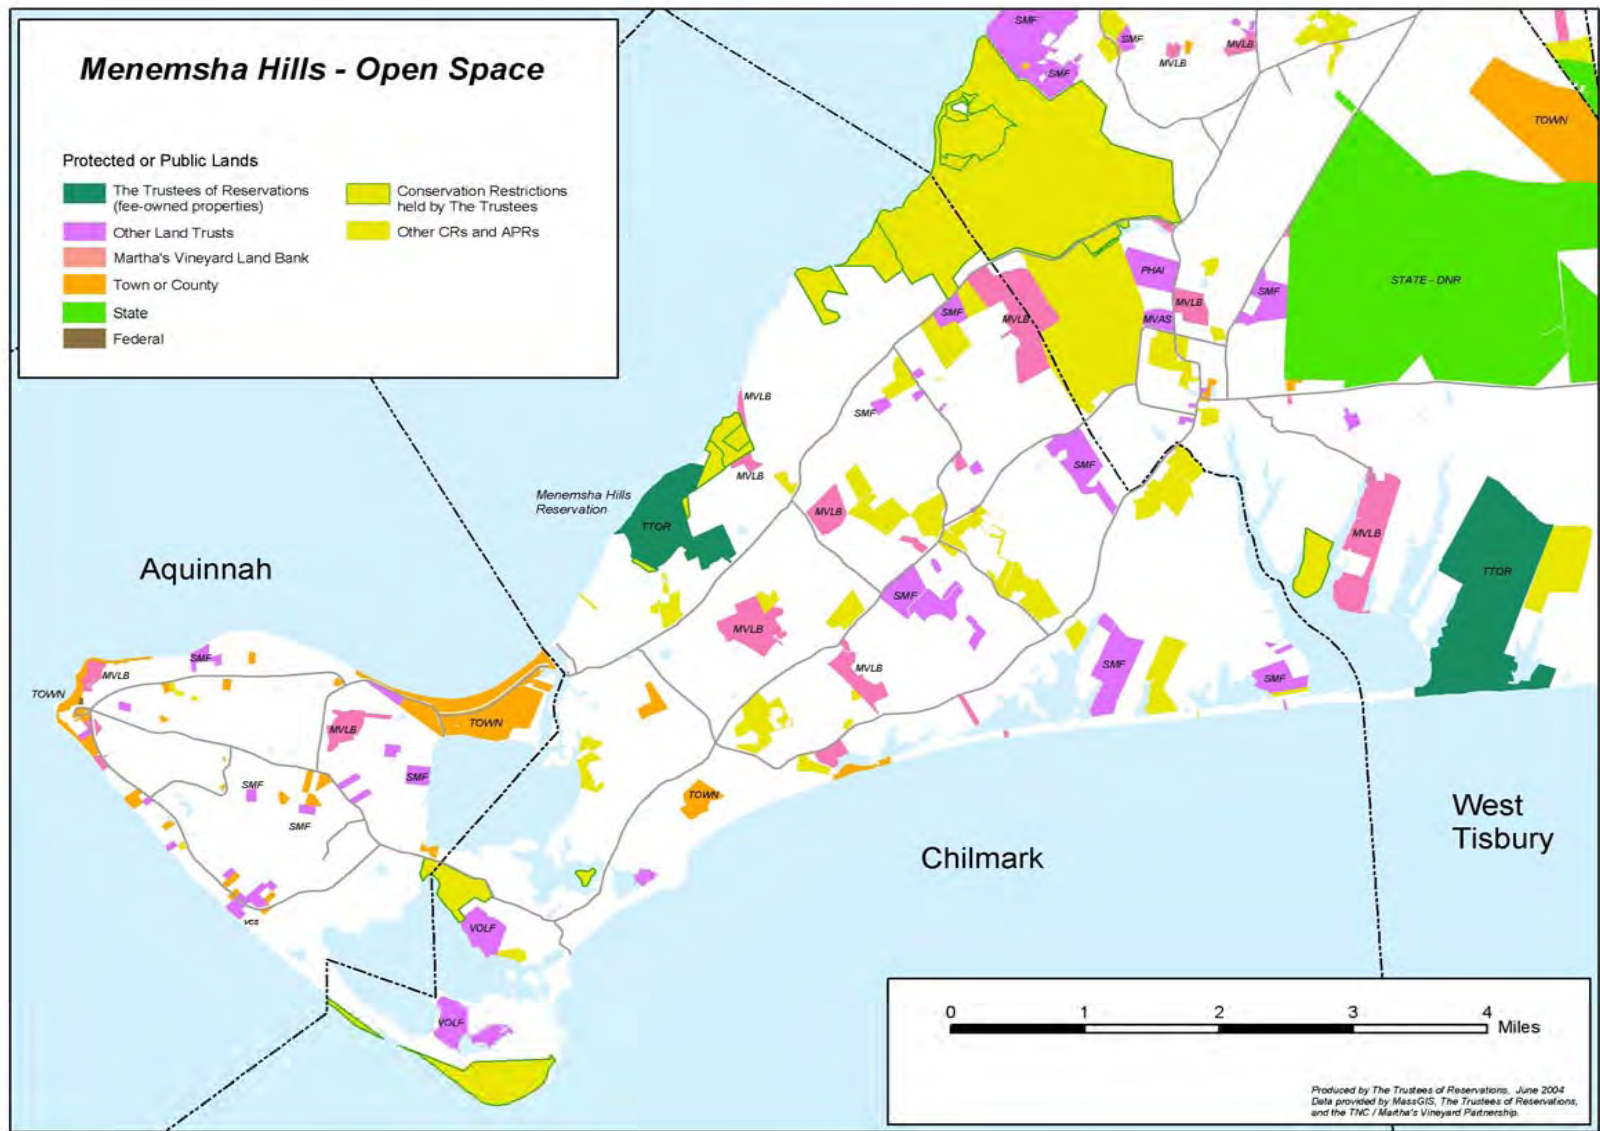 Menemsha Hills - Open Space
Protected or Public Lands
The Trustees of Reservations
(fee-owned properties)
Other Land Trusts
Martha's Vineyard Land Bank
Town or County
State
Federal
Conservation Restrictions
held by The Trustees
Other CRs and APRs
SMF
SMF
SMF
MVLB
MVLB
TOWN
STATE - DNR
PHAI
SMF
MVLB
MVAS
SMF
MVLB
MVLB
SMF
SMF
MVLB
Menemsha Hills
Reservation
TTOR
MVLB
MVLB
TTOR
Aquinnah
SMF
MVLB
SMF
MVLB
SMF
SMF
MVLB
TOWN
TOWN
MVLB
SMF
SMF
SMF
TOWN
West
Tisbury
Chilmark
VCS
VOLF
VOLF
0 1 2 3 4
Miles
Produced by The Trustees of Reservations, June 2004
Data provided by MassGIS, The Trustees of Reservations,
and the TNC / Martha's Vineyard Partnership.